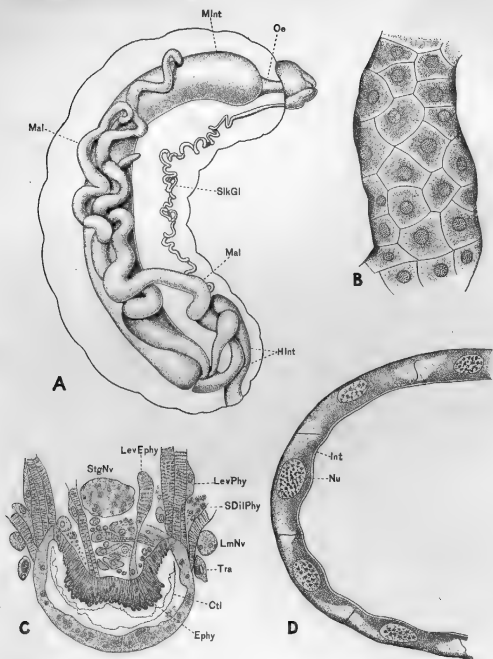 MInt
Oe
Mal
SlkGl
Mal
HInt
A
B
LevEphy
StgNv
LevPhy
SDilPhy
LmNv
Tra
Ctl
Ephy
C
Int
Nu
D